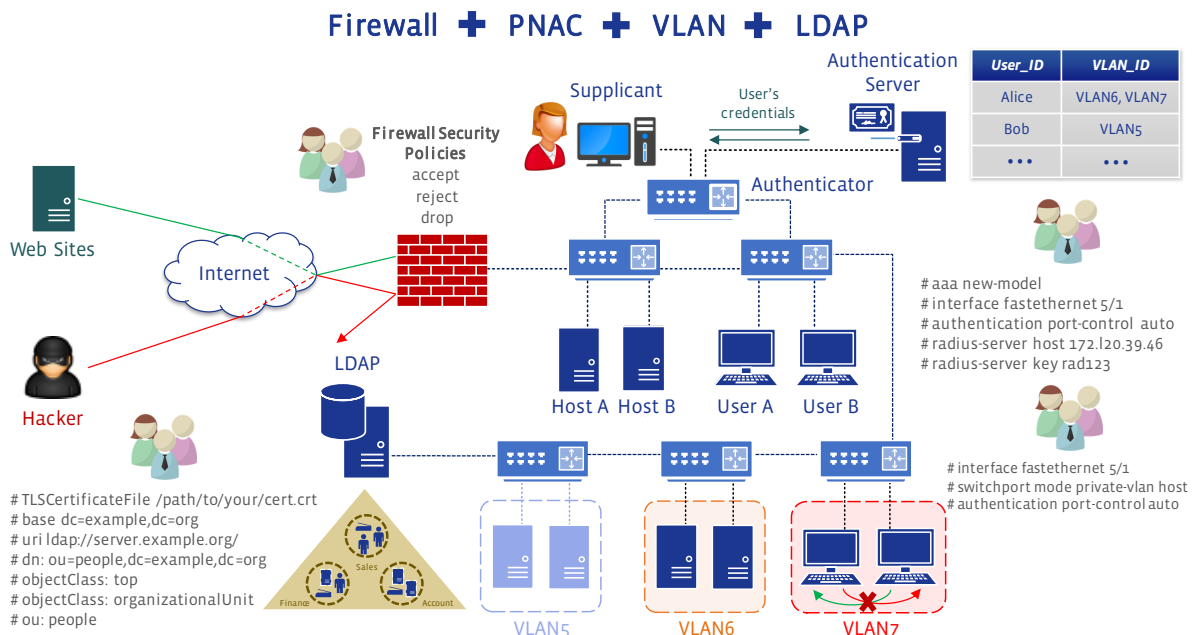 Firewall + PNAC + VLAN + LDAP
Authentication
Server
User's
credentials
Supplicant
User_ID VLAN_ID
Alice VLAN6, VLAN7
Bob VLAN5
••• •••
Firewall Security
Policies
accept
reject
drop
Authenticator
Web Sites
Internet
# aaa new-model
# interface fastethernet 5/1
# authentication port-control auto
# radius-server host 172.l20.39.46
# radius-server key rad123
LDAP
Hacker
Host A
Host B
User A
User B
# interface fastethernet 5/1
# switchport mode private-vlan host
# authentication port-control auto
# TLSCertificateFile /path/to/your/cert.crt
# base dc=example,dc=org
# uri ldap://server.example.org/
# dn: ou=people,dc=example,dc=org
# objectClass: top
# objectClass: organizationalUnit
# ou: people
Sales
Finance
Account
VLAN5
VLAN6
VLAN7